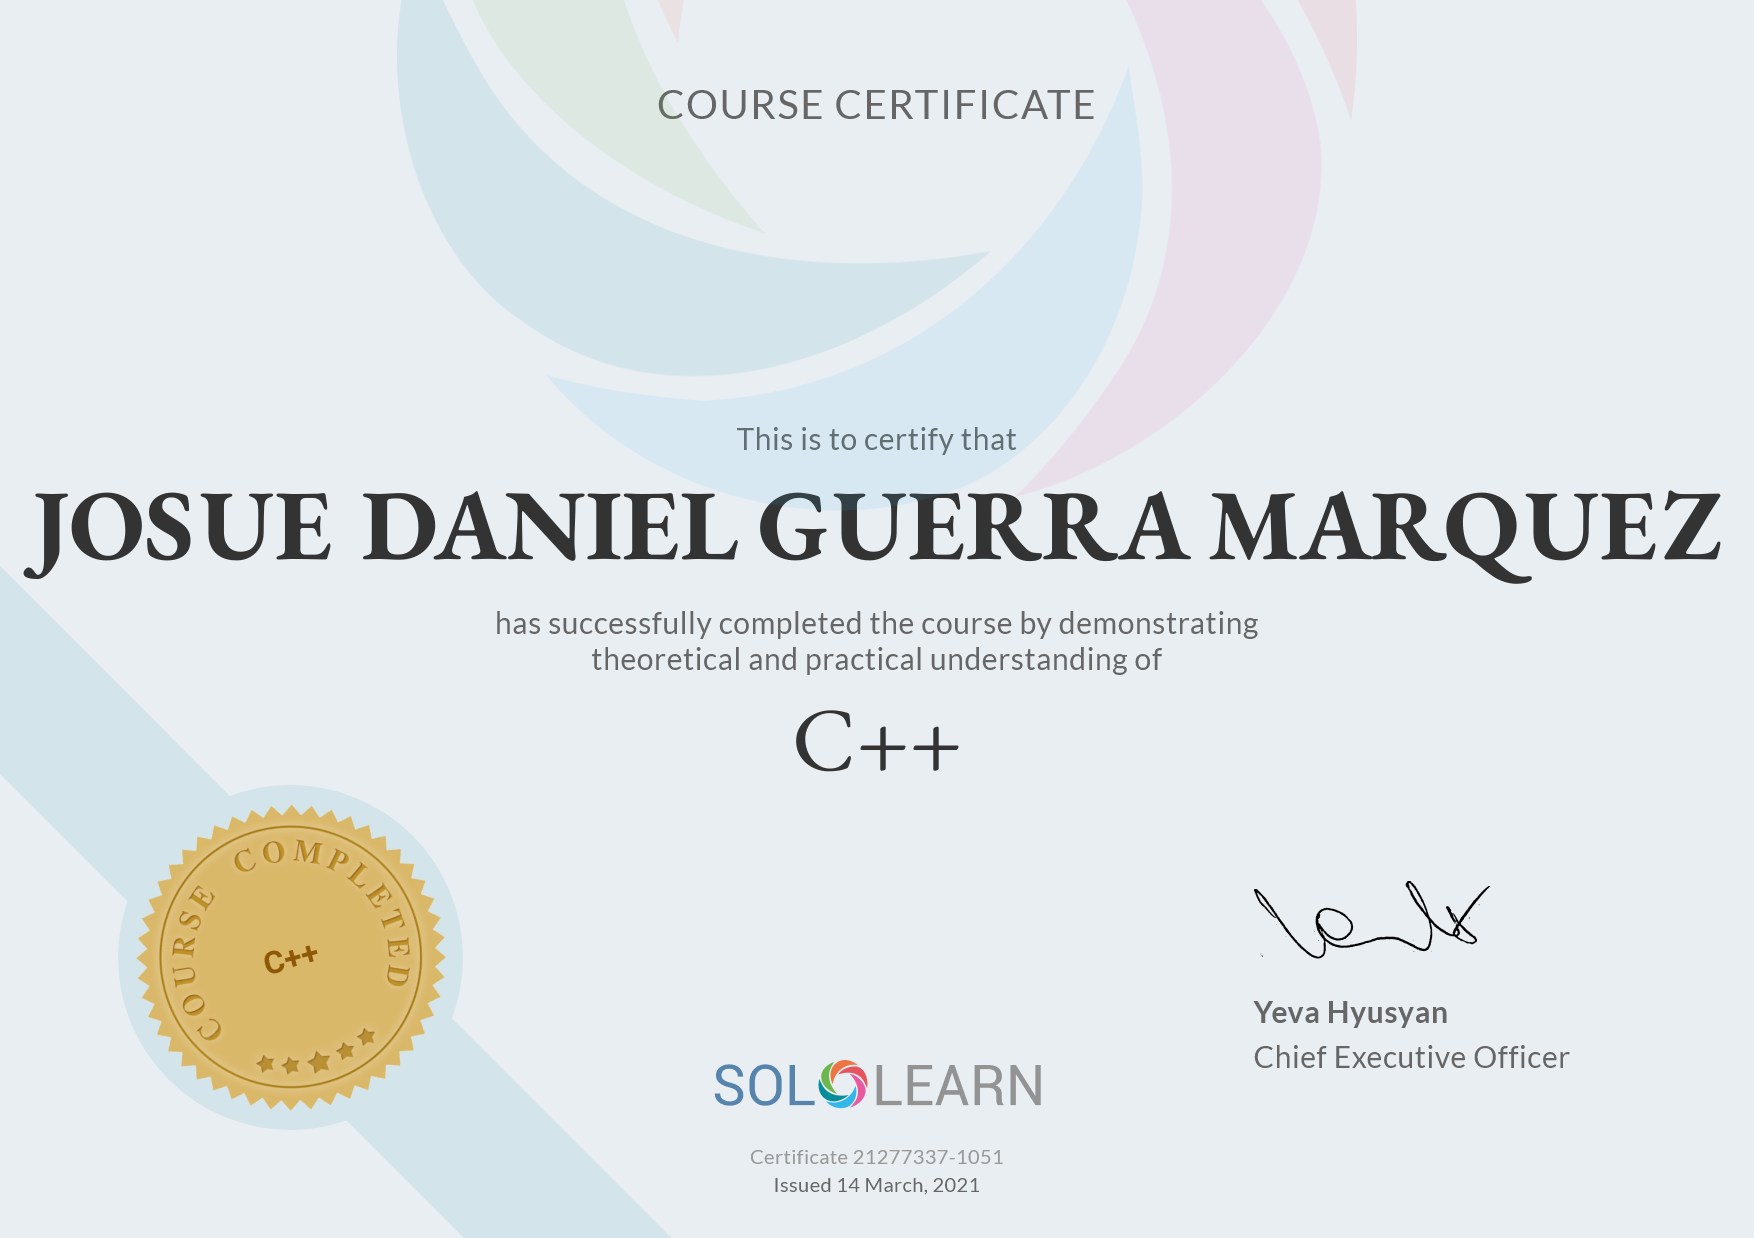 COURSE CERTIFICATE
This is to certify that
JOSUE DANIEL GUERRA MARQUEZ
has successfully completed the course by demonstrating
theoretical and practical understanding of
C++
COURSE COMPLETED
C++
Yeva Hyusyan
Chief Executive Officer
SOLOLEARN
Certificate 21277337-1051
Issued 14 March, 2021